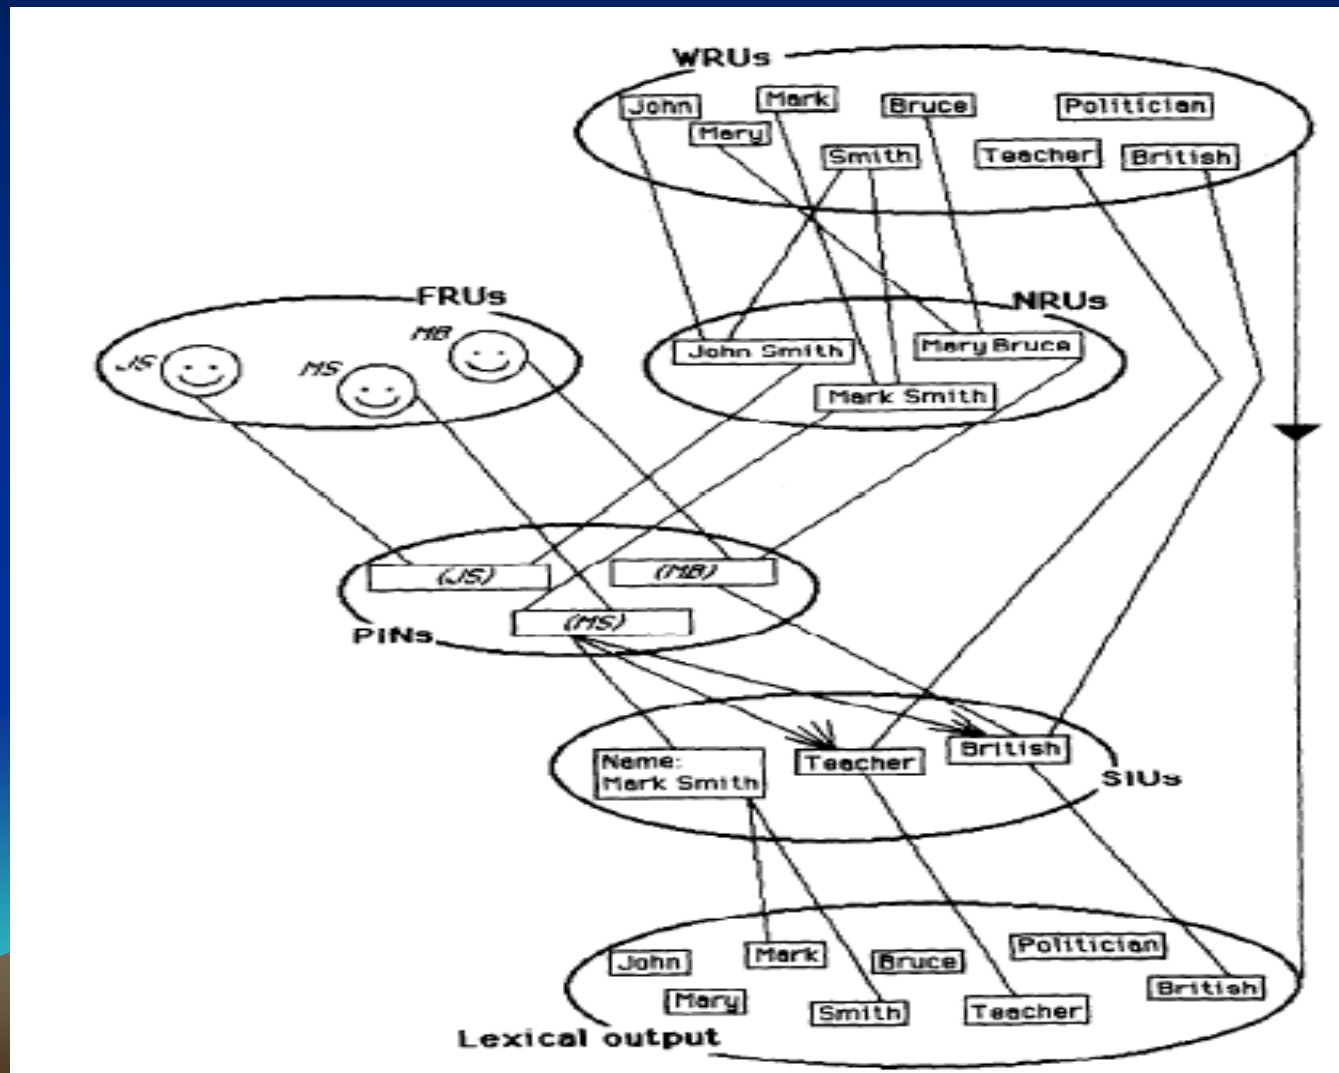 WRUs
John
Mark
Bruce
Politician
Mary
Smith
Teacher
British
FRUs
NRUs
JS
MS
MB
John Smith
Mary Bruce
Mark Smith
(JS)
(MB)
(MS)
PINs
Name:
Mark Smith
Teacher
British
SIUs
John
Mark
Bruce
Politician
Mary
Smith
Teacher
British
Lexical output